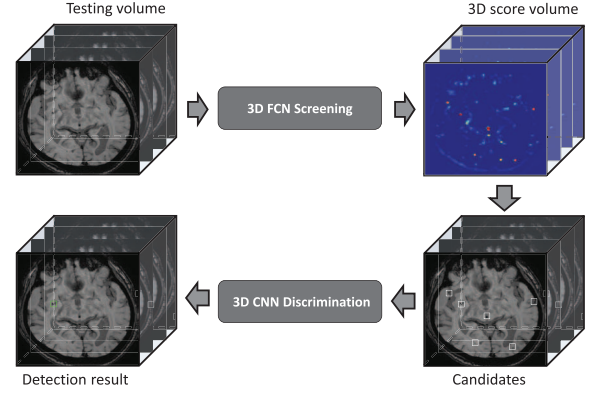 Testing volume
3D score volume
3D FCN Screening
3D CNN Discrimination
Detection result
Candidates